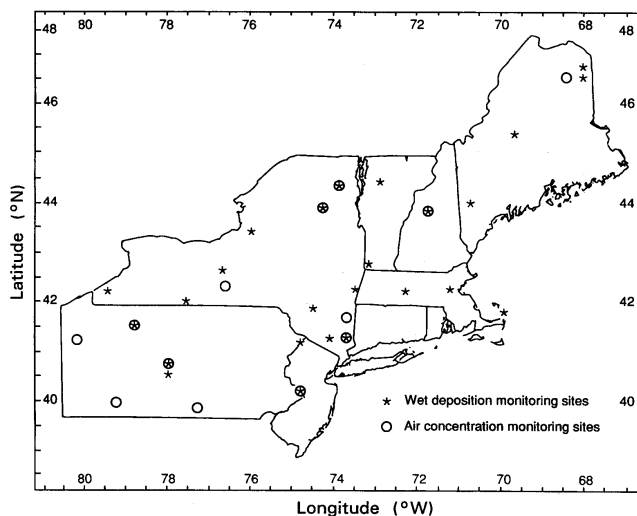 80 78 76 74 72 70 68
48 48
46 46
44 44
42 42
40 40
Latitude (°N)
* Wet deposition monitoring sites
○ Air concentration monitoring sites
80 78 76 74 72 70 68
Longitude (°W)